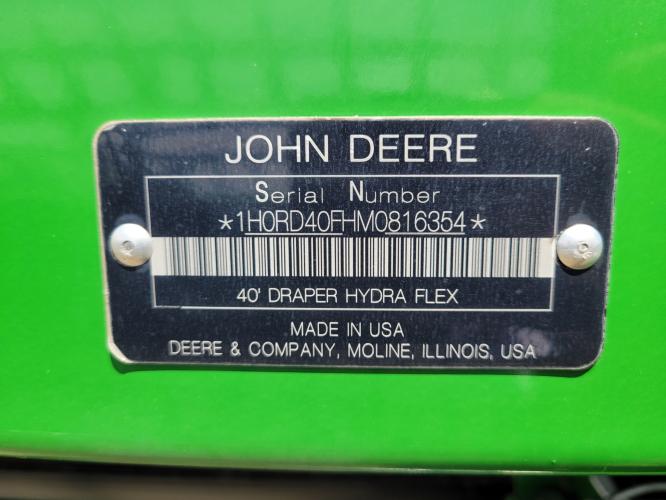 JOHN DEERE
Serial Number
*1H0RD40FHM0816354*
40' DRAPER HYDRA FLEX
MADE IN USA
DEERE & COMPANY, MOLINE, ILLINOIS, USA